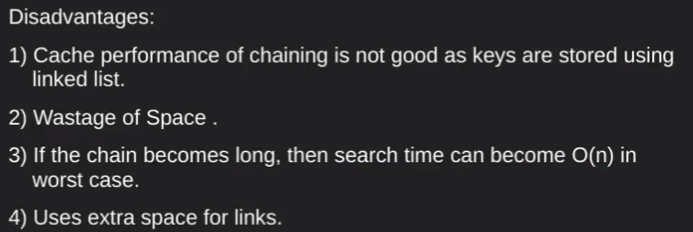 Disadvantages:
1) Cache performance of chaining is not good as keys are stored using
linked list.
2) Wastage of Space .
3) If the chain becomes long, then search time can become O(n) in
worst case.
4) Uses extra space for links.